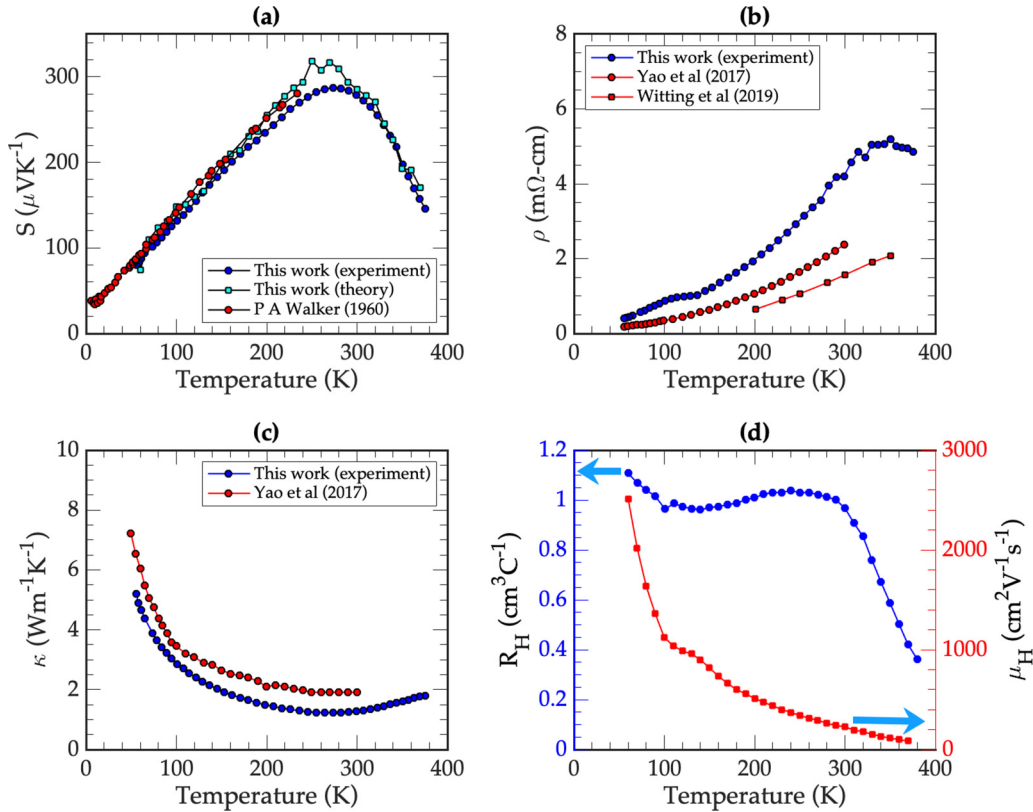 (a)
300
200
100
0
0
100
200
300
400
S (μVK⁻¹)
Temperature (K)
This work (experiment)
This work (theory)
P A Walker (1960)
(b)
8
6
4
2
0
0
100
200
300
400
ρ (mΩ-cm)
Temperature (K)
This work (experiment)
Yao et al (2017)
Witting et al (2019)
(c)
10
8
6
4
2
0
0
100
200
300
400
κ (Wm⁻¹K⁻¹)
Temperature (K)
This work (experiment)
Yao et al (2017)
(d)
1.2
1
0.8
0.6
0.4
0.2
0
0
100
200
300
400
R_H (cm³C⁻¹)
Temperature (K)
3000
2000
1000
0
μ_H (cm²V⁻¹s⁻¹)